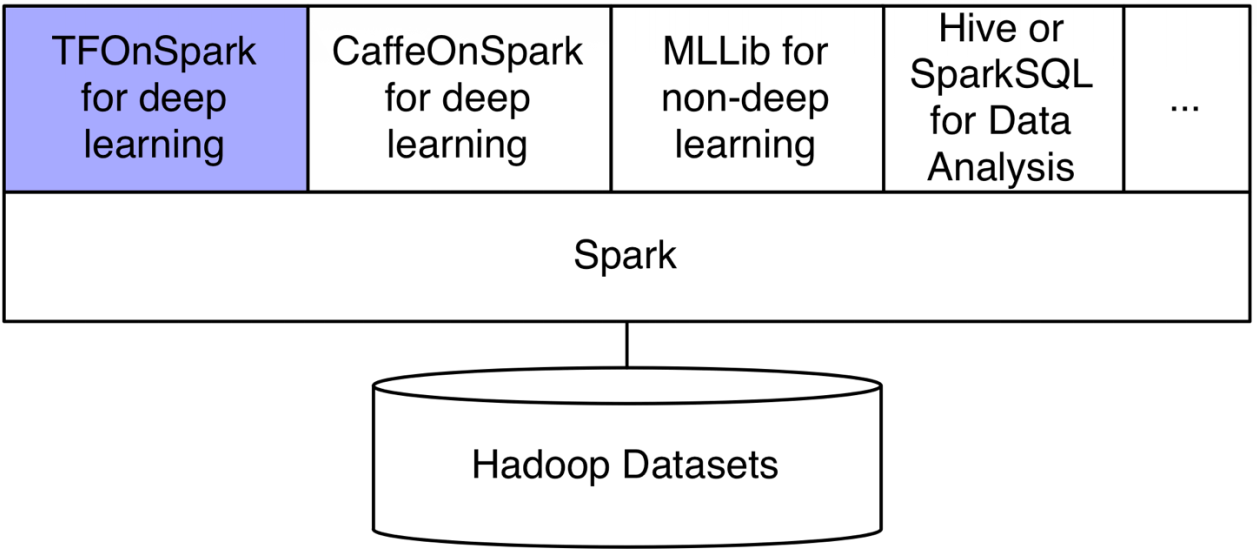 TFOnSpark
for deep
learning
CaffeOnSpark
for deep
learning
MLLib for
non-deep
learning
Hive or
SparkSQL
for Data
Analysis
...
Spark
Hadoop Datasets